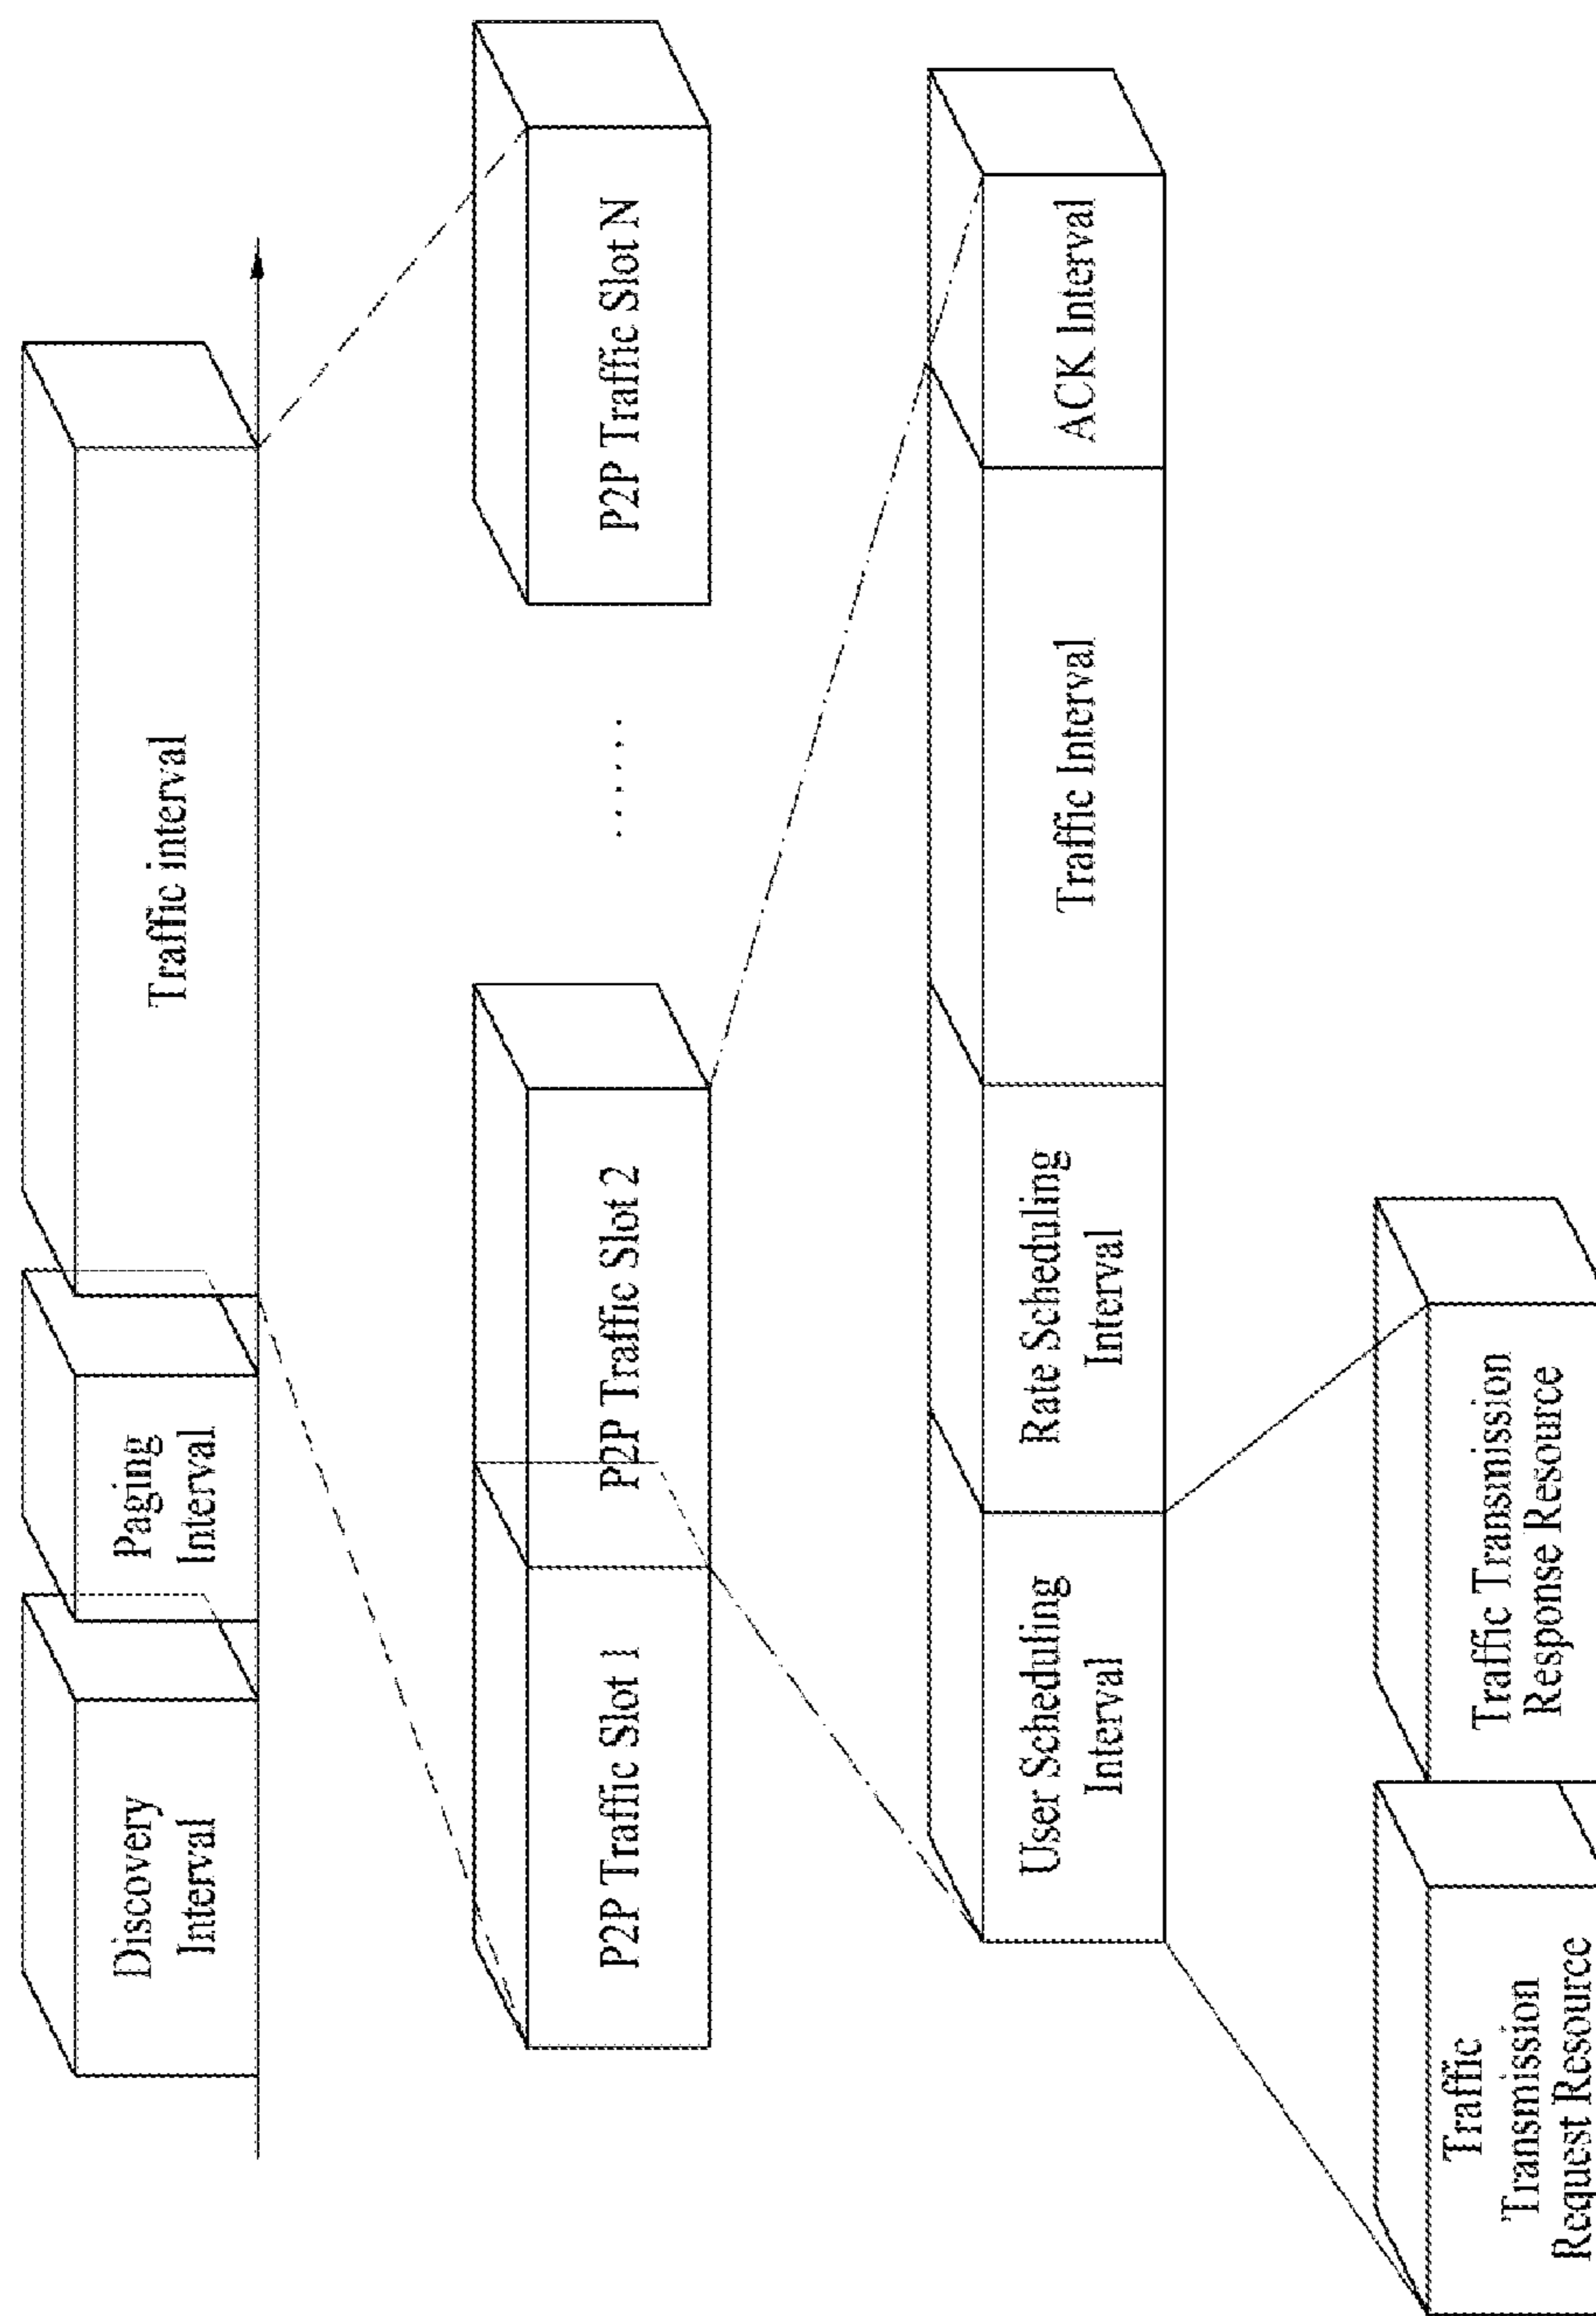 Discovery
Interval
Paging
Interval
Traffic interval
P2P Traffic Slot 1
P2P Traffic Slot 2
......
P2P Traffic Slot N
User Scheduling
Interval
Rate Scheduling
Interval
Traffic Interval
ACK Interval
Traffic
Transmission
Request Resource
Traffic Transmission
Response Resource